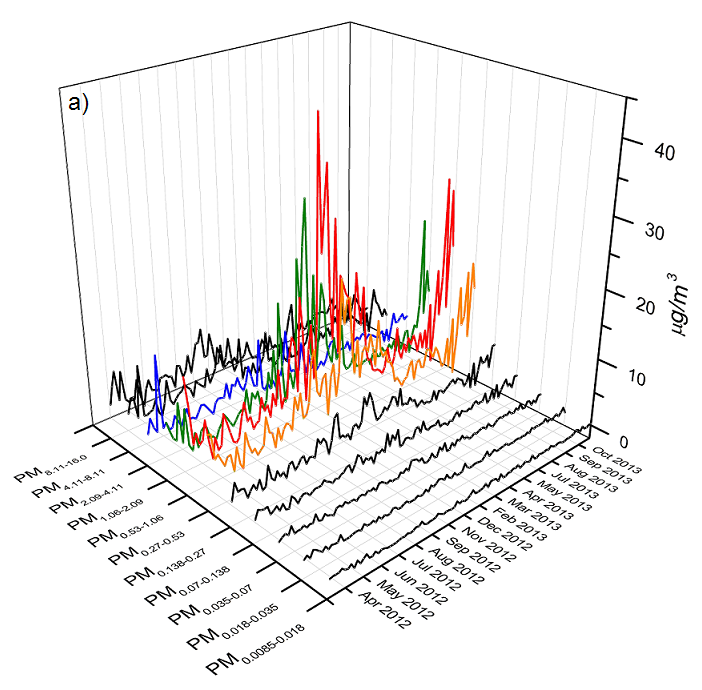 a)
40
30
20
10
0
μg/m³
PM8.11-16.0
PM4.11-8.11
PM2.09-4.11
PM1.06-2.09
PM0.53-1.06
PM0.27-0.53
PM0.138-0.27
PM0.07-0.138
PM0.035-0.07
PM0.018-0.035
PM0.0085-0.018
Oct 2013
Sep 2013
Aug 2013
Jul 2013
May 2013
Apr 2013
Mar 2013
Feb 2013
Dec 2012
Nov 2012
Sep 2012
Aug 2012
Jul 2012
Jun 2012
May 2012
Apr 2012